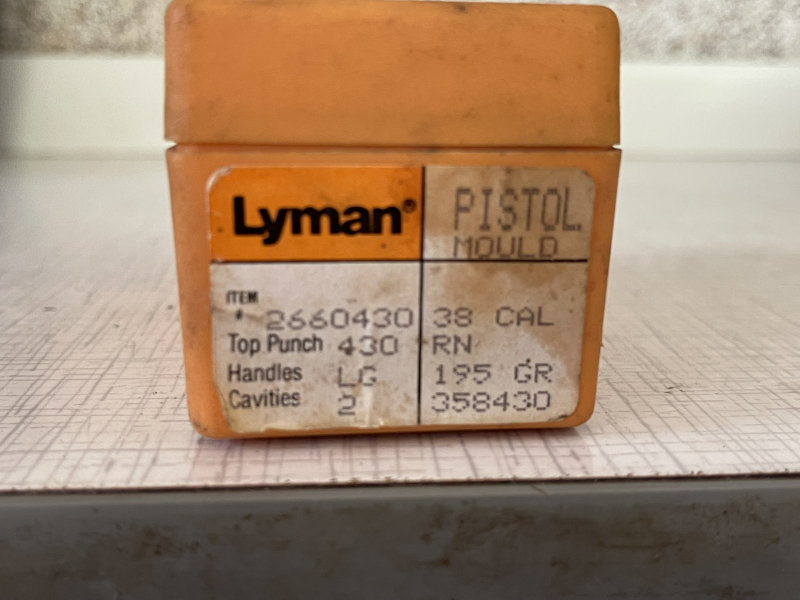 Lyman®
PISTOL
MOULD
ITEM
# 2660430
38 CAL
Top Punch 430
RN
Handles LG
195 GR
Cavities 2
358430